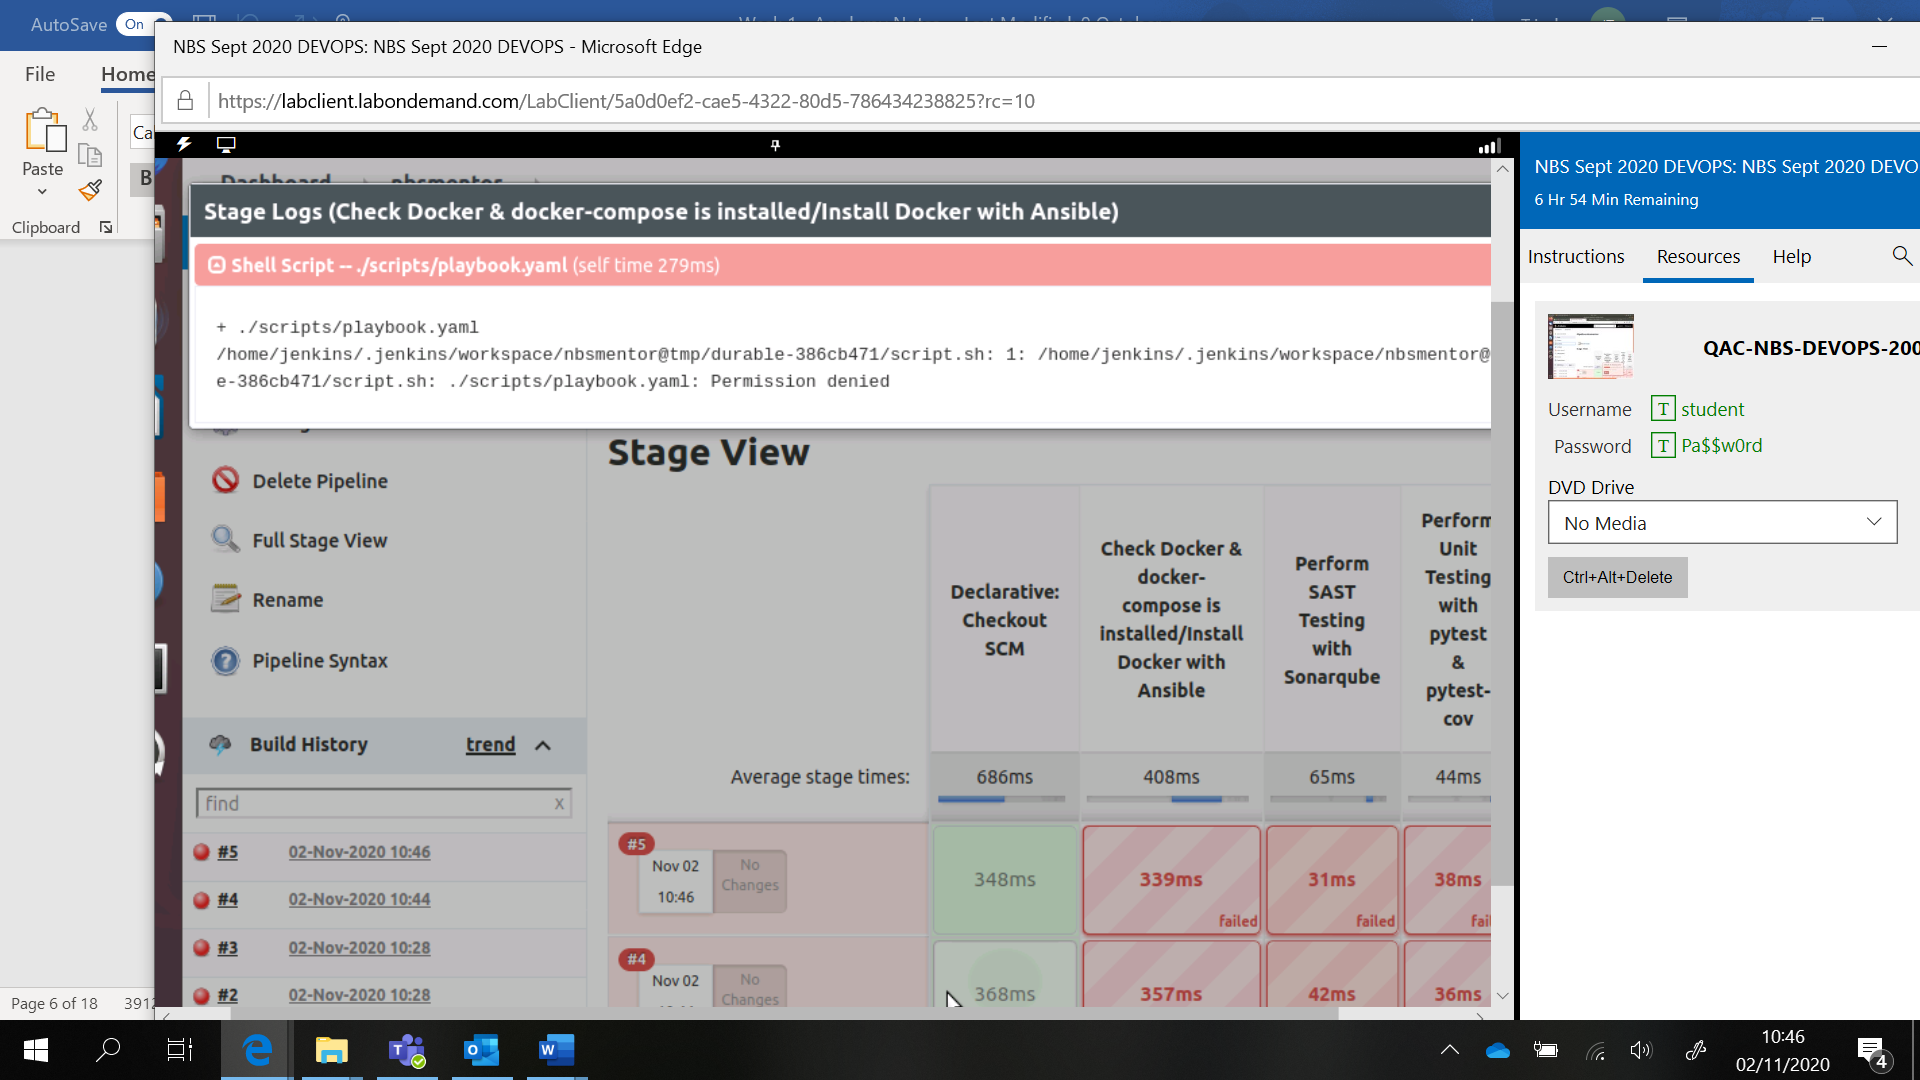 AutoSave On
NBS Sept 2020 DEVOPS: NBS Sept 2020 DEVOPS - Microsoft Edge
File Home
https://labclient.labondemand.com/LabClient/5a0d0ef2-cae5-4322-80d5-786434238825?rc=10
Ca
Paste
B
Clipboard
Dashboard nbsmentor
Stage Logs (Check Docker & docker-compose is installed/Install Docker with Ansible)
Shell Script -- ./scripts/playbook.yaml (self time 279ms)
+ ./scripts/playbook.yaml
/home/jenkins/.jenkins/workspace/nbsmentor@tmp/durable-386cb471/script.sh: 1: /home/jenkins/.jenkins/workspace/nbsmentor@
e-386cb471/script.sh: ./scripts/playbook.yaml: Permission denied
Delete Pipeline
Full Stage View
Rename
Pipeline Syntax
Stage View
Declarative:
Checkout
SCM
Check Docker &
docker-
compose is
installed/Install
Docker with
Ansible
Perform
SAST
Testing
with
Sonarqube
Perform
Unit
Testing
with
pytest
&
pytest-
cov
Build History trend
find x
Average stage times: 686ms 408ms 65ms 44ms
#5 02-Nov-2020 10:46
#4 02-Nov-2020 10:44
#3 02-Nov-2020 10:28
#2 02-Nov-2020 10:28
#5
Nov 02
10:46
No
Changes
348ms
339ms
failed
31ms
failed
38ms
fail
#4
Nov 02
No
Changes
368ms
357ms
42ms
36ms
NBS Sept 2020 DEVOPS: NBS Sept 2020 DEVO
6 Hr 54 Min Remaining
Instructions Resources Help
QAC-NBS-DEVOPS-200
Username T student
Password T Pa$$w0rd
DVD Drive
No Media
Ctrl+Alt+Delete
Page 6 of 18 3912
10:46
02/11/2020
4